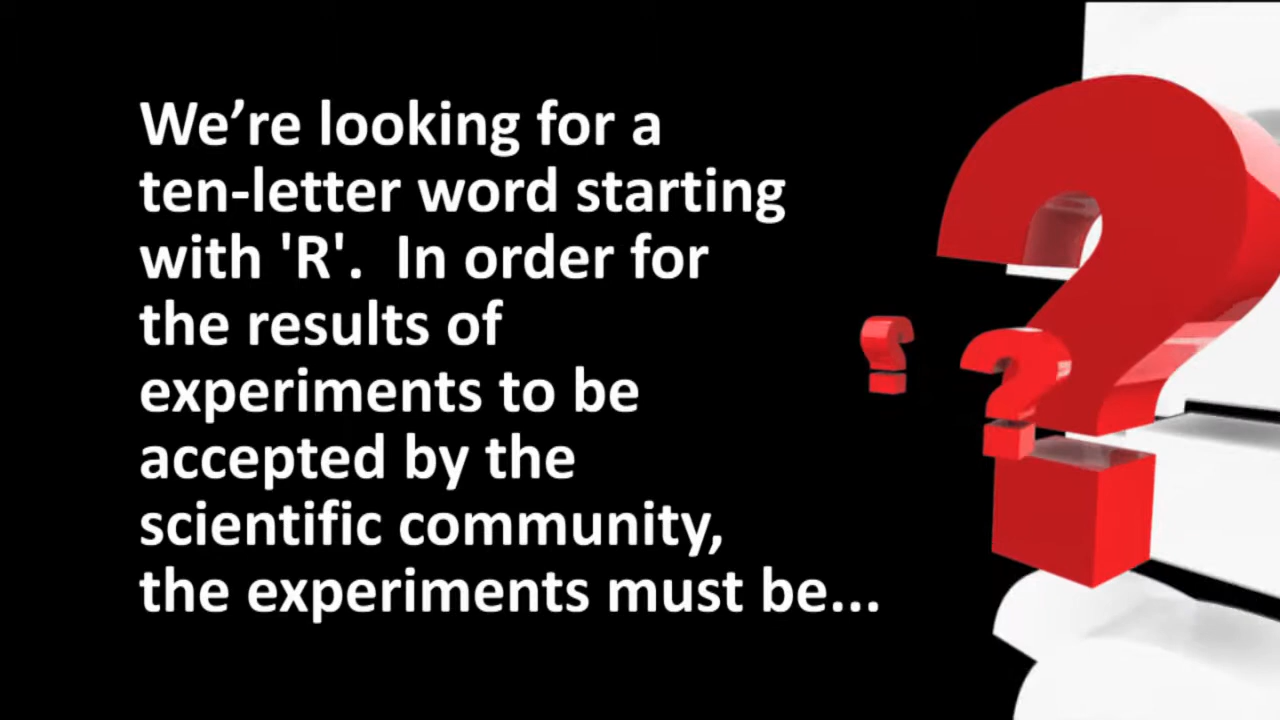 We’re looking for a
ten-letter word starting
with 'R'.  In order for
the results of
experiments to be
accepted by the
scientific community,
the experiments must be...